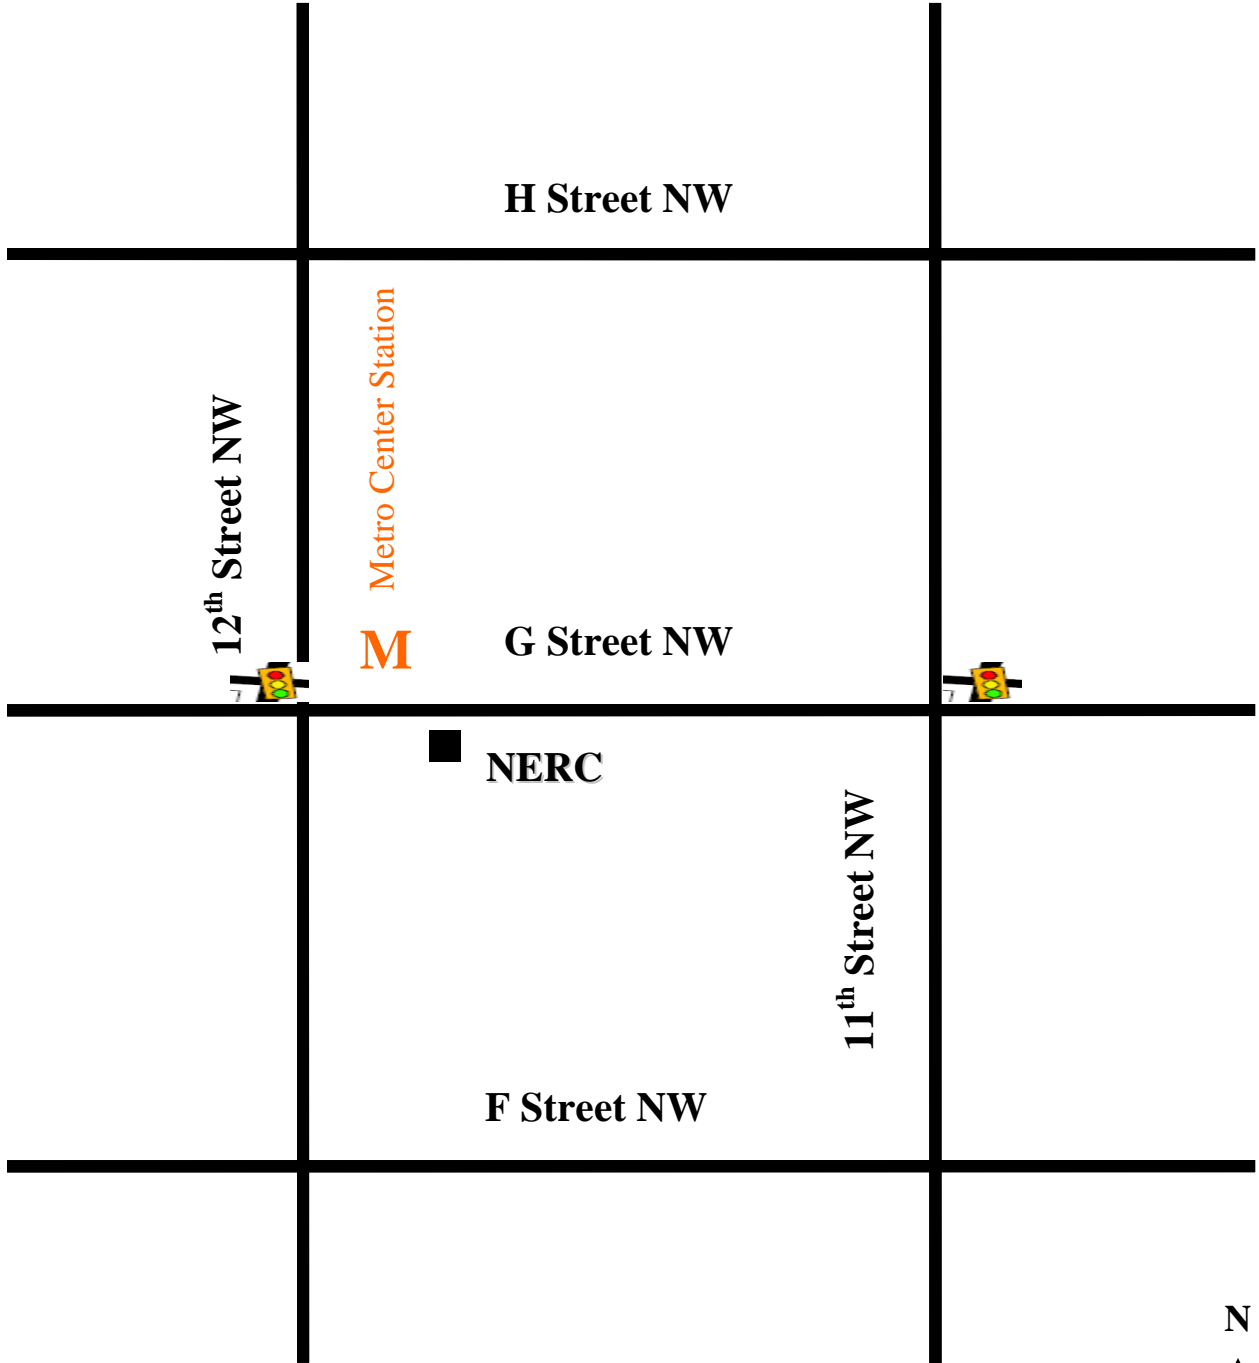 H Street NW
Metro Center Station
12th Street NW
M
G Street NW
NERC
11th Street NW
F Street NW
N